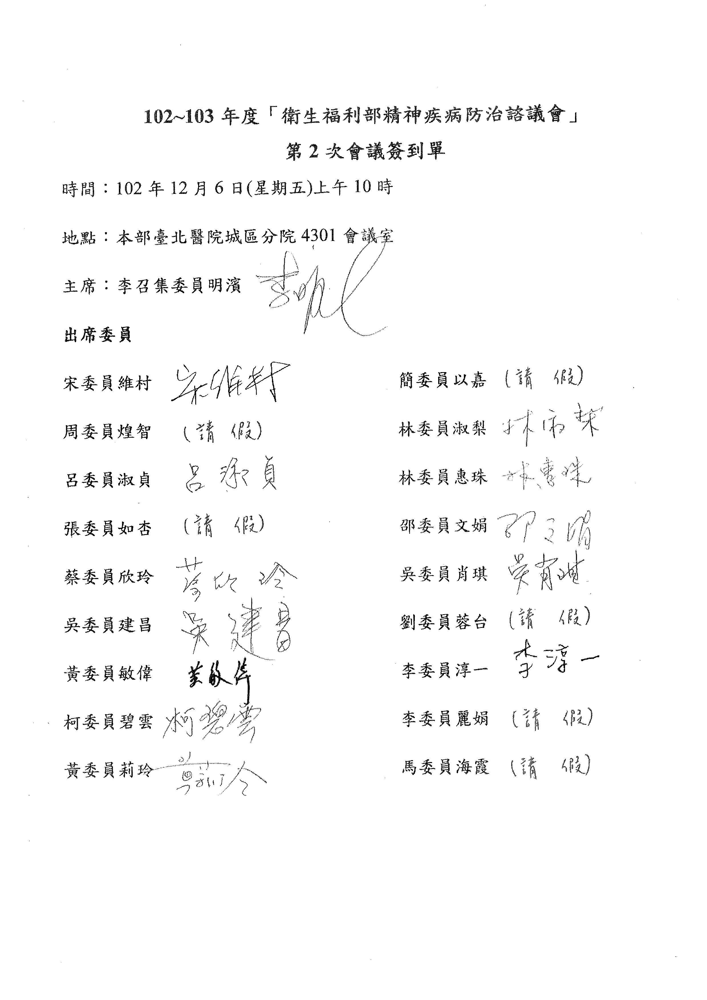 102~103 年度「衛生福利部精神疾病防治諮議會」
第 2 次會議簽到單
時間：102 年 12 月 6 日(星期五)上午 10 時
地點：本部臺北醫院城區分院 4301 會議室
主席：李召集委員明濱 李明濱
出席委員
宋委員維村 宋維村 簡委員以嘉 (請 假)
周委員煌智 (請 假) 林委員淑梨 林淑梨
呂委員淑貞 呂淑貞 林委員惠珠 林惠珠
張委員如杏 (請 假) 邵委員文娟 邵文娟
蔡委員欣玲 蔡欣玲 吳委員肖琪 吳肖琪
吳委員建昌 吳建昌 劉委員蓉台 (請 假)
黃委員敏偉 黃敏偉 李委員淳一 李淳一
柯委員碧雲 柯碧雲 李委員麗娟 (請 假)
黃委員莉玲 黃莉玲 馬委員海霞 (請 假)